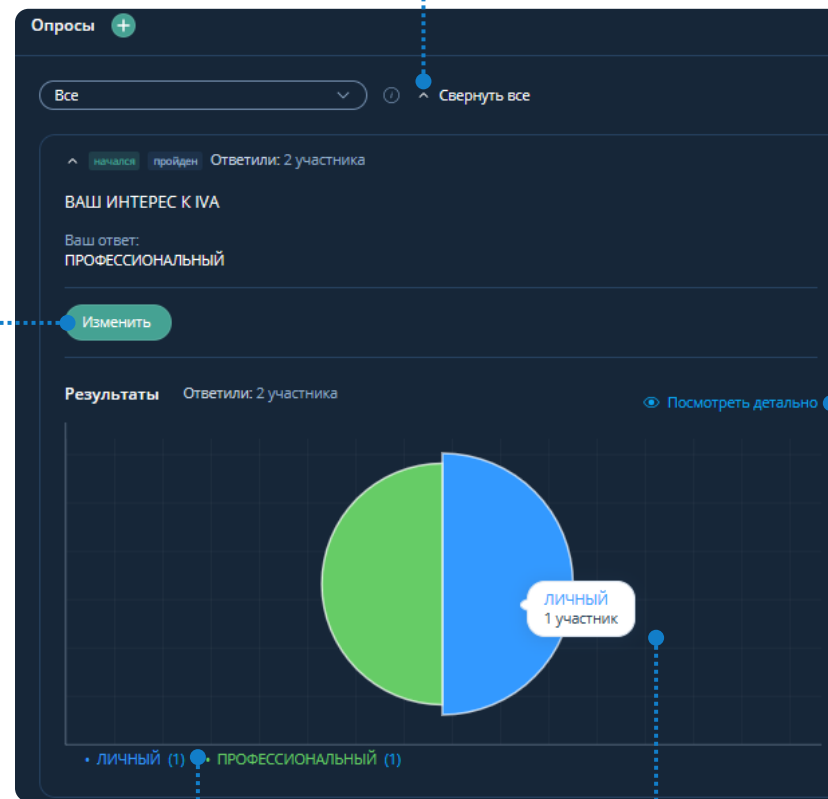 Опросы
Все
Свернуть все
начался пройден Ответили: 2 участника
ВАШ ИНТЕРЕС К IVA
Ваш ответ:
ПРОФЕССИОНАЛЬНЫЙ
Изменить
Результаты Ответили: 2 участника
Посмотреть детально
ЛИЧНЫЙ
1 участник
• ЛИЧНЫЙ (1) • ПРОФЕССИОНАЛЬНЫЙ (1)